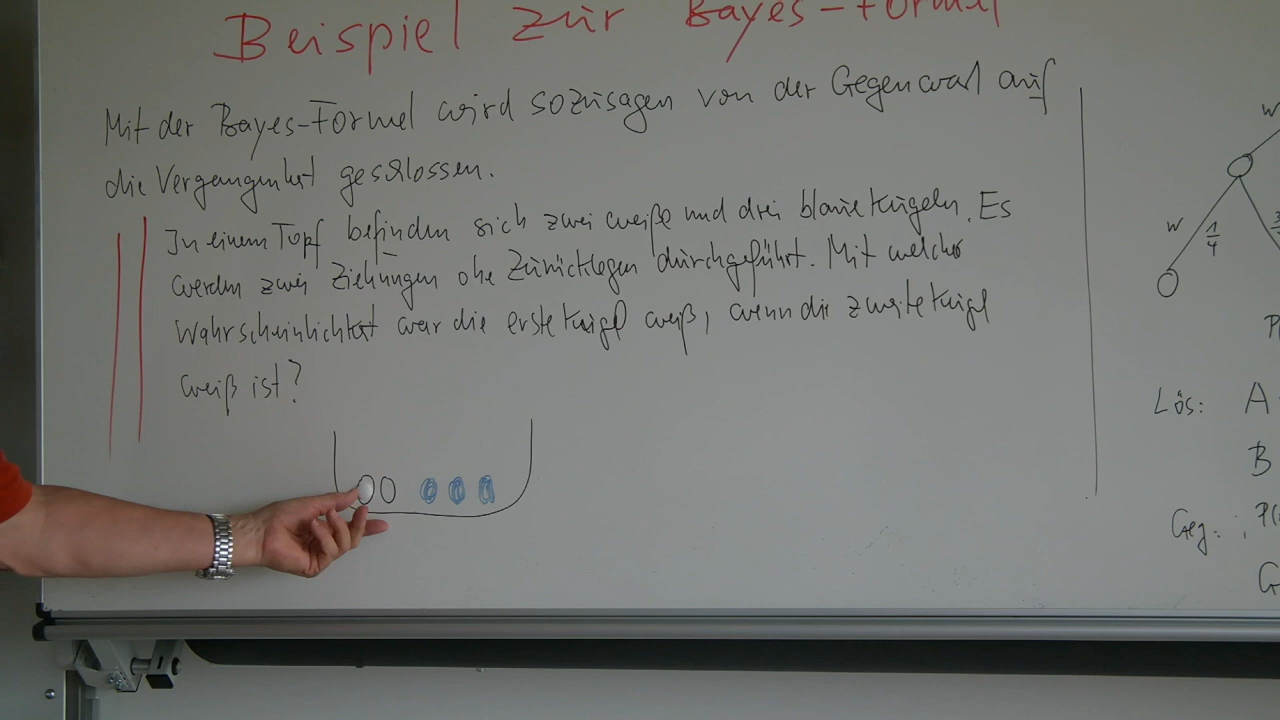 Beispiel zur Bayes-Formel
Mit der Bayes-Formel wird sozusagen von der Gegenwart auf
die Vergangenheit geschlossen.
In einem Topf befinden sich zwei weiße und drei blaue Kugeln. Es
werden zwei Ziehungen ohe Zurücklegen durchgeführt. Mit welcher
Wahrscheinlichkeit war die erste Kugel weiß, wenn die zweite Kugel
weiß ist?
W
W 1/4 3
P
Lös: A
B
Geg: P(
G